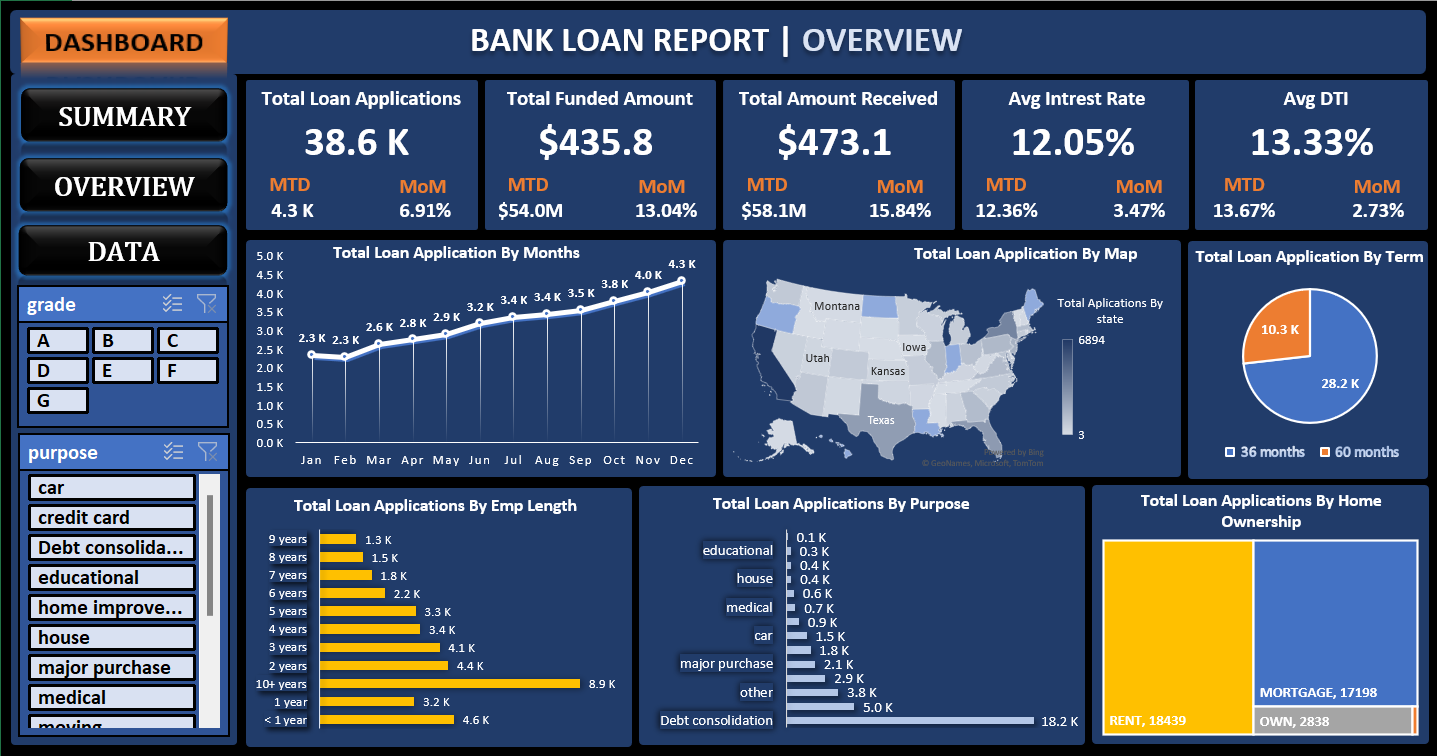 DASHBOARD
BANK LOAN REPORT | OVERVIEW
SUMMARY
OVERVIEW
DATA
grade
A B C
D E F
G
purpose
car
credit card
Debt consolida...
educational
home improve...
house
major purchase
medical
moving
Total Loan Applications
38.6 K
MTD MoM
4.3 K 6.91%
Total Funded Amount
$435.8
MTD MoM
$54.0M 13.04%
Total Amount Received
$473.1
MTD MoM
$58.1M 15.84%
Avg Intrest Rate
12.05%
MTD MoM
12.36% 3.47%
Avg DTI
13.33%
MTD MoM
13.67% 2.73%
Total Loan Application By Months
5.0 K
4.5 K
4.0 K
3.5 K
3.0 K
2.5 K
2.0 K
1.5 K
1.0 K
0.5 K
0.0 K
2.3 K 2.3 K 2.6 K 2.8 K 2.9 K 3.2 K 3.4 K 3.4 K 3.5 K 3.8 K 4.0 K 4.3 K
Jan Feb Mar Apr May Jun Jul Aug Sep Oct Nov Dec
Total Loan Application By Map
Montana
Iowa
Utah
Kansas
Texas
Total Aplications By
state
6894
3
Powered by Bing
© GeoNames, Microsoft, TomTom
Total Loan Application By Term
10.3 K
28.2 K
36 months 60 months
Total Loan Applications By Emp Length
9 years 1.3 K
8 years 1.5 K
7 years 1.8 K
6 years 2.2 K
5 years 3.3 K
4 years 3.4 K
3 years 4.1 K
2 years 4.4 K
10+ years 8.9 K
1 year 3.2 K
< 1 year 4.6 K
Total Loan Applications By Purpose
0.1 K
educational 0.3 K
0.4 K
house 0.4 K
0.6 K
medical 0.7 K
0.9 K
car 1.5 K
1.8 K
major purchase 2.1 K
2.9 K
other 3.8 K
5.0 K
Debt consolidation 18.2 K
Total Loan Applications By Home
Ownership
MORTGAGE, 17198
RENT, 18439
OWN, 2838